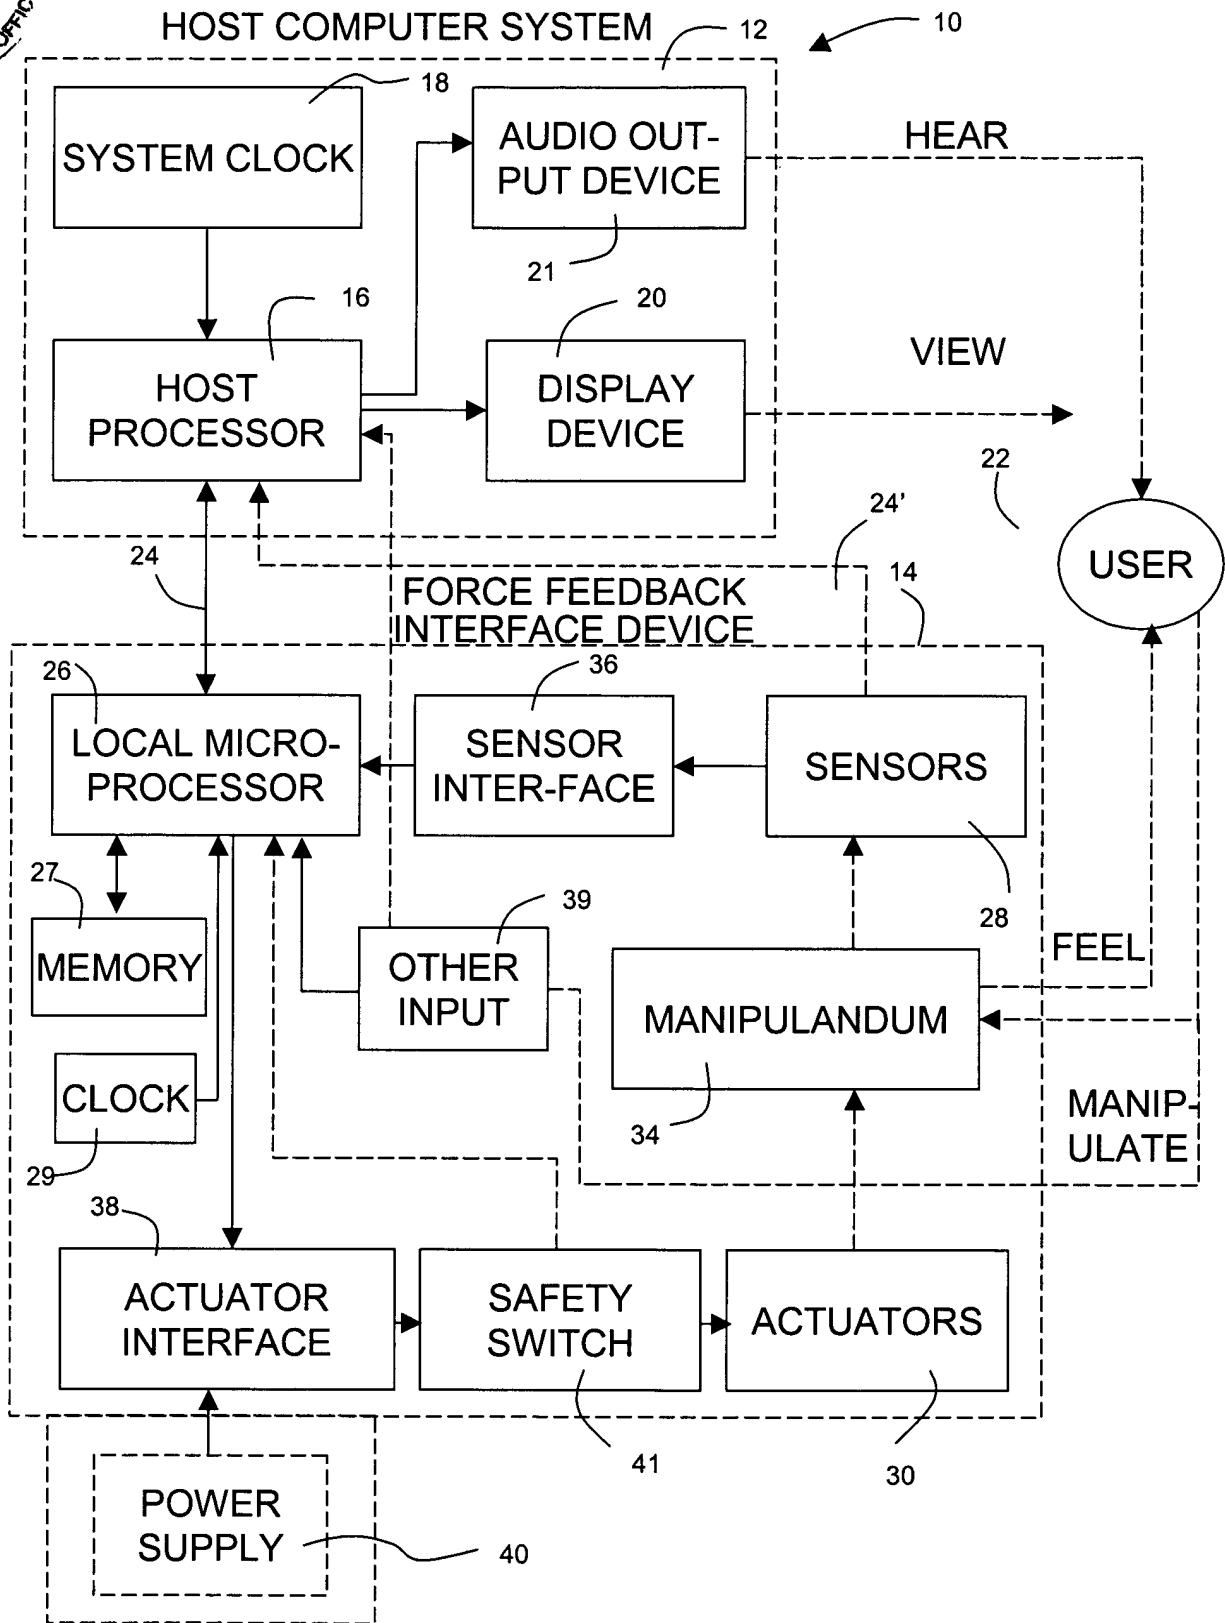 OFFIC
HOST COMPUTER SYSTEM
12
10
18
SYSTEM CLOCK
AUDIO OUT-
PUT DEVICE
HEAR
21
16
20
VIEW
HOST
PROCESSOR
DISPLAY
DEVICE
22
24'
24
USER
FORCE FEEDBACK
INTERFACE DEVICE
14
26
36
LOCAL MICRO-
PROCESSOR
SENSOR
INTER-FACE
SENSORS
27
39
28
MEMORY
OTHER
INPUT
FEEL
MANIPULANDUM
CLOCK
MANIP-
ULATE
34
29
38
ACTUATOR
INTERFACE
SAFETY
SWITCH
ACTUATORS
41
30
POWER
SUPPLY
40